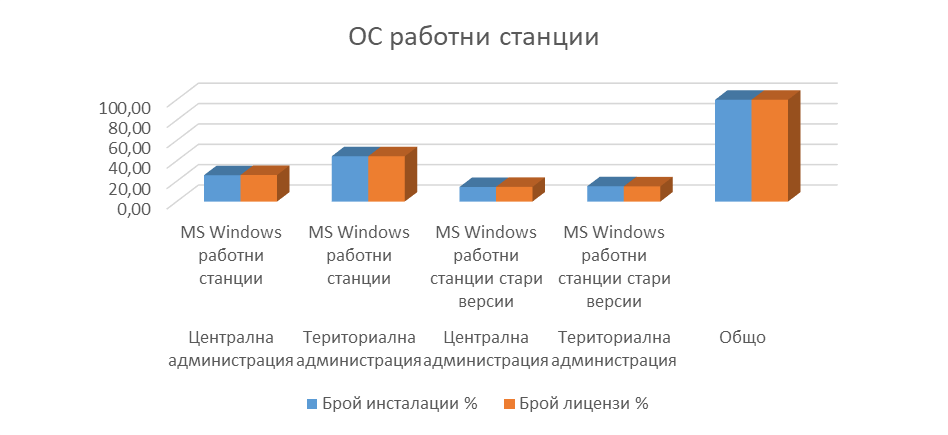 ОС работни станции
100,00
80,00
60,00
40,00
20,00
0,00
MS Windows
работни
станции
MS Windows
работни
станции
MS Windows
работни
станции стари
версии
MS Windows
работни
станции стари
версии
Централна
администрация
Териториална
администрация
Централна
администрация
Териториална
администрация
Общо
Брой инсталации %
Брой лицензи %